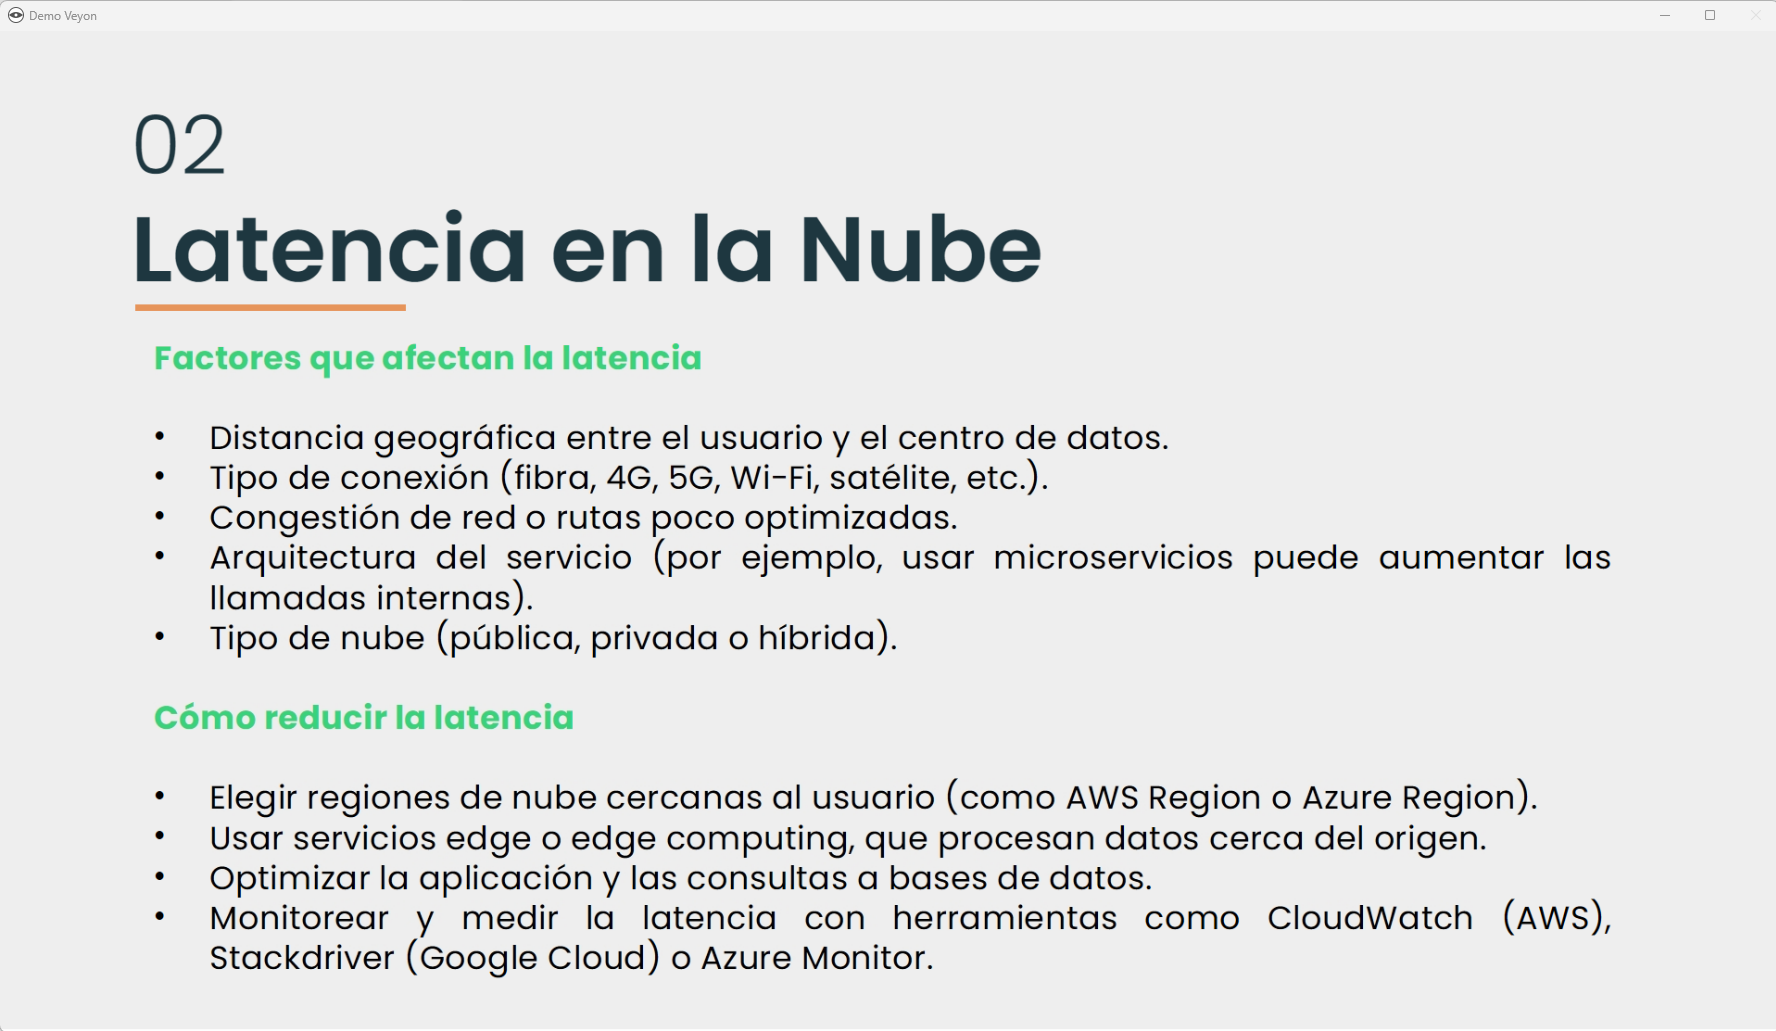 Demo Veyon
02
Latencia en la Nube
Factores que afectan la latencia
• Distancia geográfica entre el usuario y el centro de datos.
• Tipo de conexión (fibra, 4G, 5G, Wi-Fi, satélite, etc.).
• Congestión de red o rutas poco optimizadas.
• Arquitectura del servicio (por ejemplo, usar microservicios puede aumentar las
llamadas internas).
• Tipo de nube (pública, privada o híbrida).
Cómo reducir la latencia
• Elegir regiones de nube cercanas al usuario (como AWS Region o Azure Region).
• Usar servicios edge o edge computing, que procesan datos cerca del origen.
• Optimizar la aplicación y las consultas a bases de datos.
• Monitorear y medir la latencia con herramientas como CloudWatch (AWS),
Stackdriver (Google Cloud) o Azure Monitor.